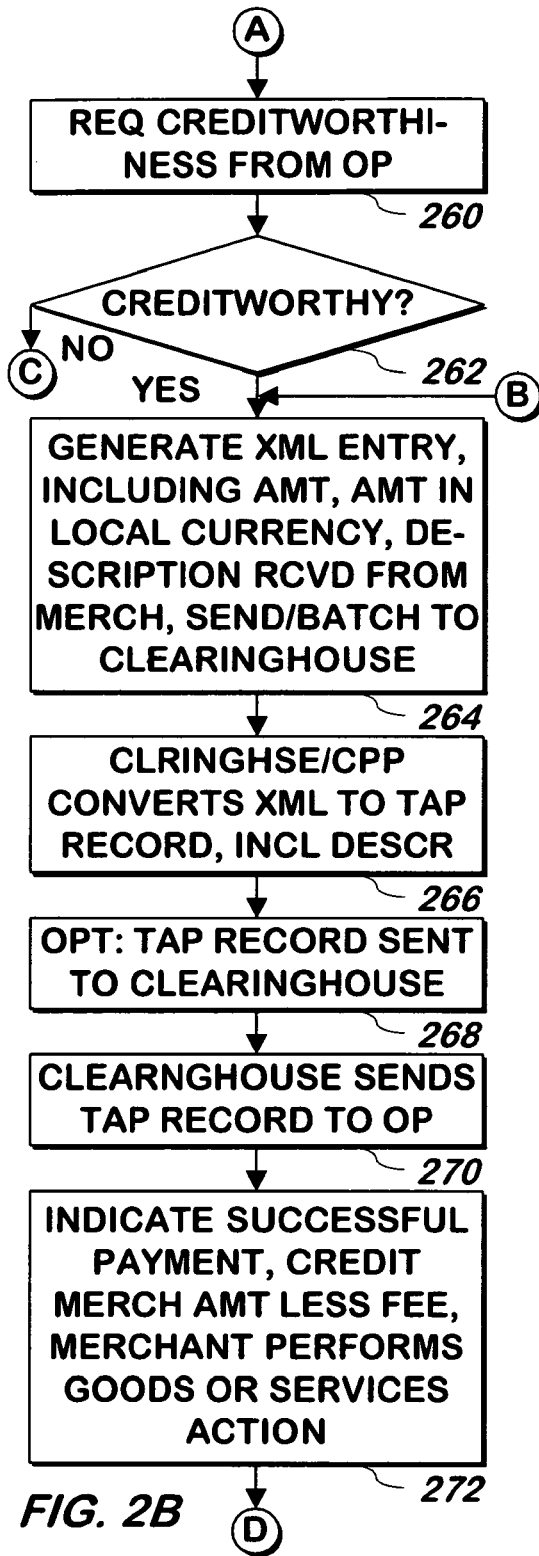 A
REQ CREDITWORTHI-
NESS FROM OP
260
CREDITWORTHY?
NO
C
262
YES
B
GENERATE XML ENTRY,
INCLUDING AMT, AMT IN
LOCAL CURRENCY, DE-
SCRIPTION RCVD FROM
MERCH, SEND/BATCH TO
CLEARINGHOUSE
264
CLRINGHSE/CPP
CONVERTS XML TO TAP
RECORD, INCL DESCR
266
OPT: TAP RECORD SENT
TO CLEARINGHOUSE
268
CLEARNGHOUSE SENDS
TAP RECORD TO OP
270
INDICATE SUCCESSFUL
PAYMENT, CREDIT
MERCH AMT LESS FEE,
MERCHANT PERFORMS
GOODS OR SERVICES
ACTION
272
FIG. 2B
D